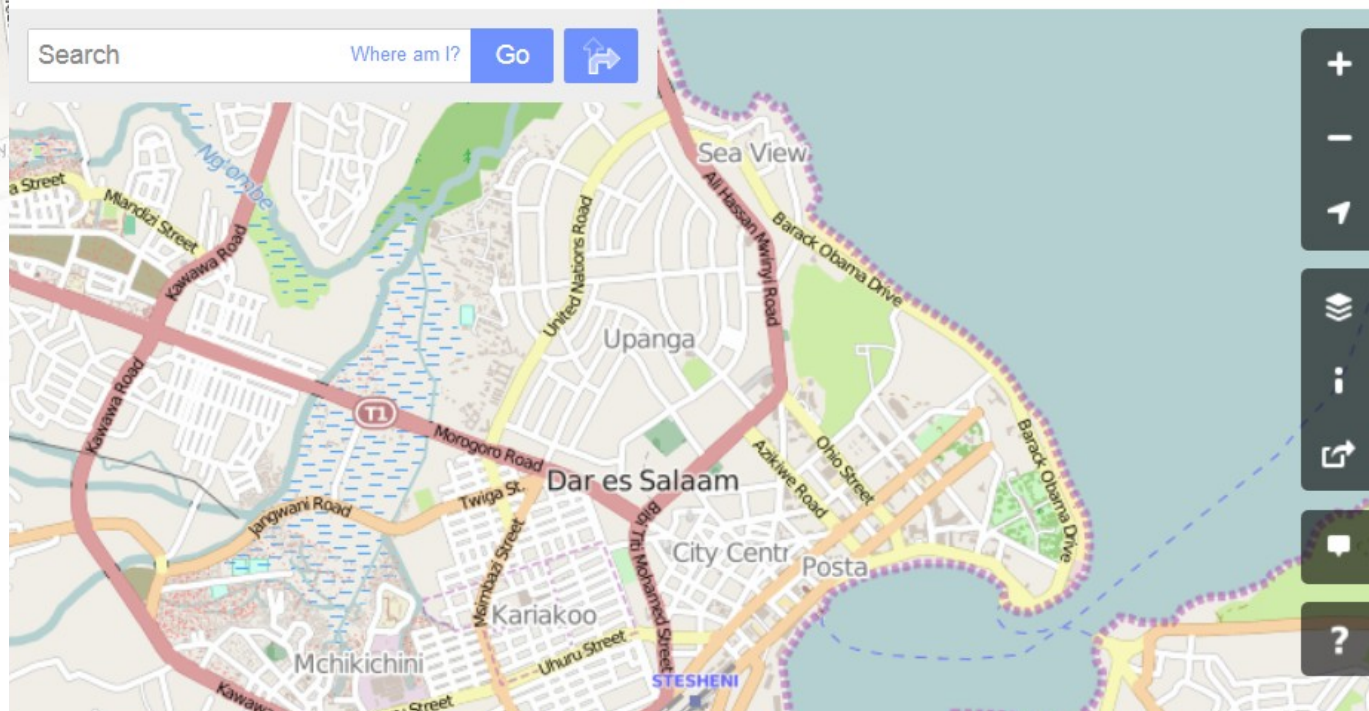 Search
Where am I?
Go
Sea View
a Street
Mlandizi Street
Ng'ombe
Kawawa Road
United Nations Road
Ali Hassan Mwinyi Road
Barack Obama Drive
Upanga
Kawawa Road
T1
Morogoro Road
Dar es Salaam
Azikiwe Road
Ohio Street
Barack Obama Drive
Jangwani Road
Twiga St.
Bibi Titi Mohamed Street
City Centr
Posta
Msimbazi Street
Kariakoo
Uhuru Street
Mchikichini
STESHENI
Kawawa
Street
?